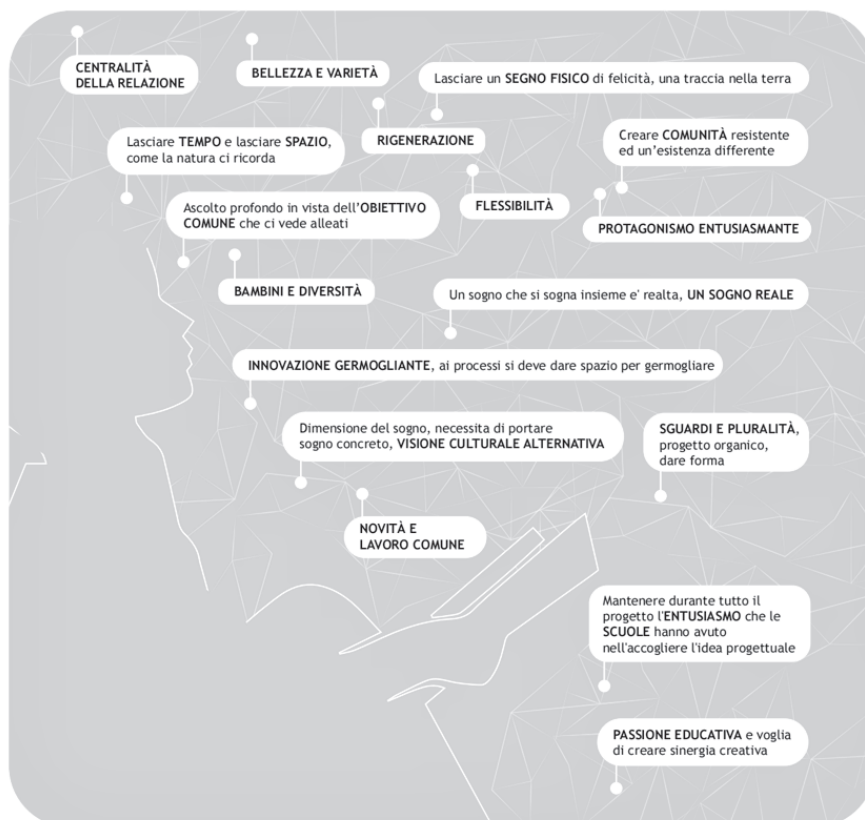 CENTRALITÀ
DELLA RELAZIONE
BELLEZZA E VARIETÀ
Lasciare un SEGNO FISICO di felicità, una traccia nella terra
RIGENERAZIONE
Lasciare TEMPO e lasciare SPAZIO,
come la natura ci ricorda
Creare COMUNITÀ resistente
ed un'esistenza differente
FLESSIBILITÀ
Ascolto profondo in vista dell'OBIETTIVO
COMUNE che ci vede alleati
PROTAGONISMO ENTUSIASMANTE
BAMBINI E DIVERSITÀ
Un sogno che si sogna insieme e' realta, UN SOGNO REALE
INNOVAZIONE GERMOGLIANTE, ai processi si deve dare spazio per germogliare
Dimensione del sogno, necessita di portare
sogno concreto, VISIONE CULTURALE ALTERNATIVA
SGUARDI E PLURALITÀ,
progetto organico,
dare forma
NOVITÀ E
LAVORO COMUNE
Mantenere durante tutto il
progetto l'ENTUSIASMO che le
SCUOLE hanno avuto
nell'accogliere l'idea progettuale
PASSIONE EDUCATIVA e voglia
di creare sinergia creativa